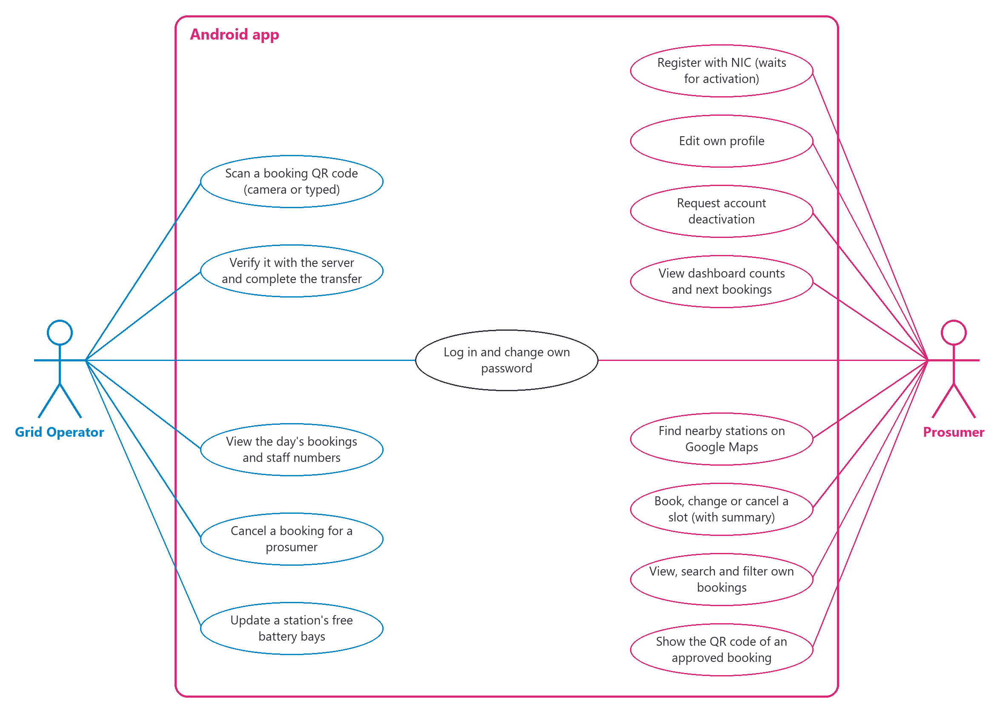 Android app
Register with NIC (waits
for activation)
Edit own profile
Scan a booking QR code
(camera or typed)
Request account
deactivation
Verify it with the server
and complete the transfer
View dashboard counts
and next bookings
Log in and change own
password
Grid Operator
Prosumer
View the day's bookings
and staff numbers
Find nearby stations on
Google Maps
Cancel a booking for a
prosumer
Book, change or cancel a
slot (with summary)
View, search and filter own
bookings
Update a station's free
battery bays
Show the QR code of an
approved booking